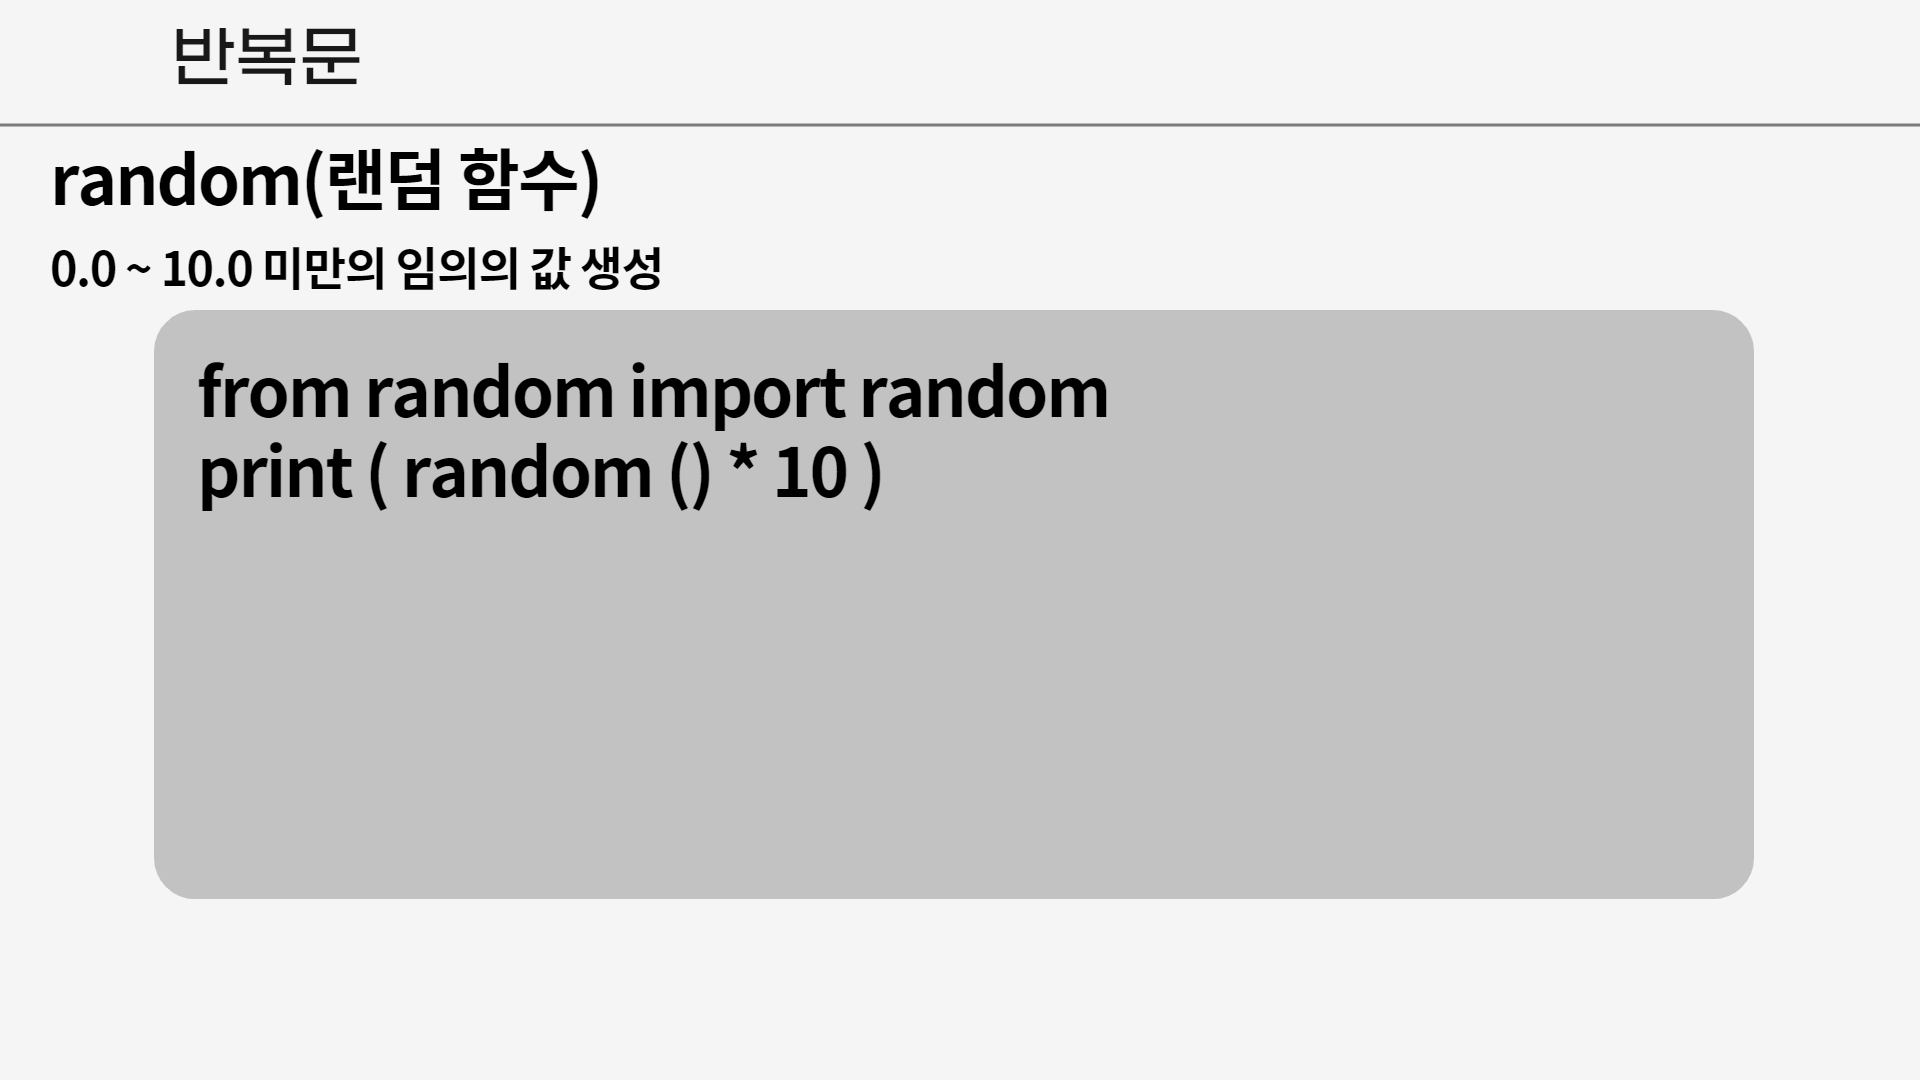 반복문
random(랜덤 함수)
0.0 ~ 10.0 미만의 임의의 값 생성
from random import random
print ( random () * 10 )